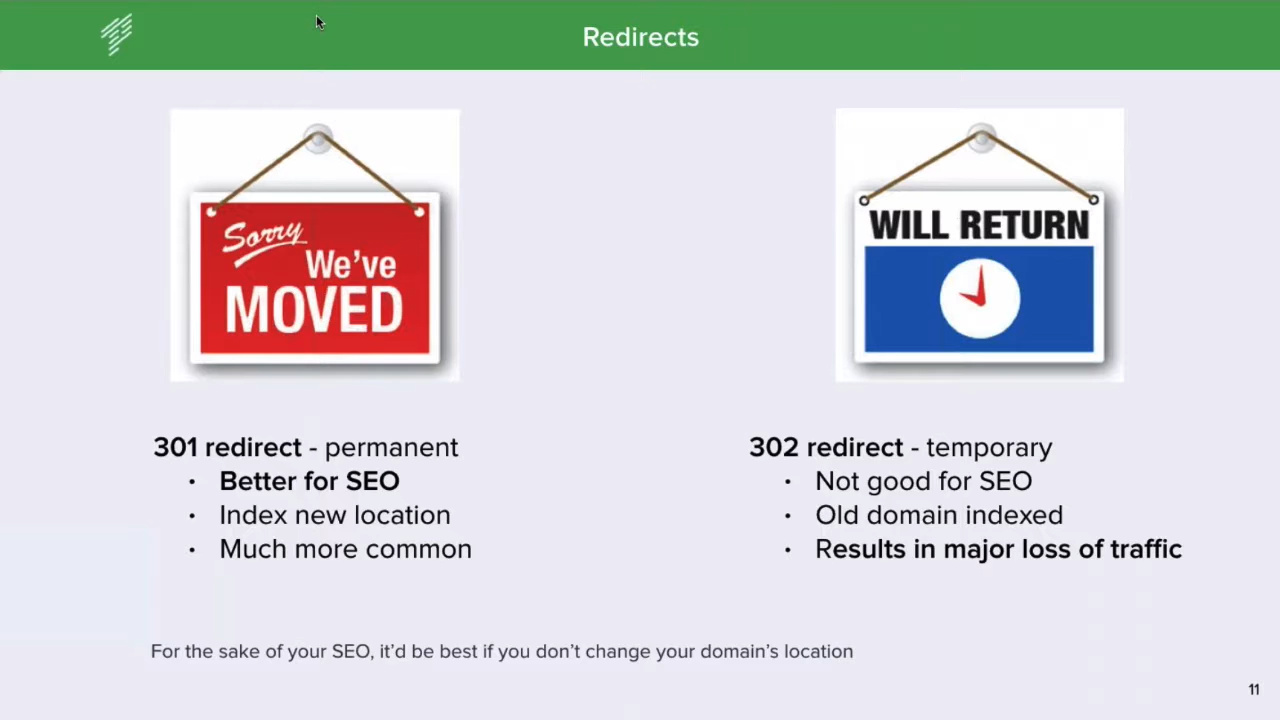 Redirects
Sorry
We've
MOVED
WILL RETURN
301 redirect - permanent
• Better for SEO
• Index new location
• Much more common
302 redirect - temporary
• Not good for SEO
• Old domain indexed
• Results in major loss of traffic
For the sake of your SEO, it'd be best if you don't change your domain's location
11